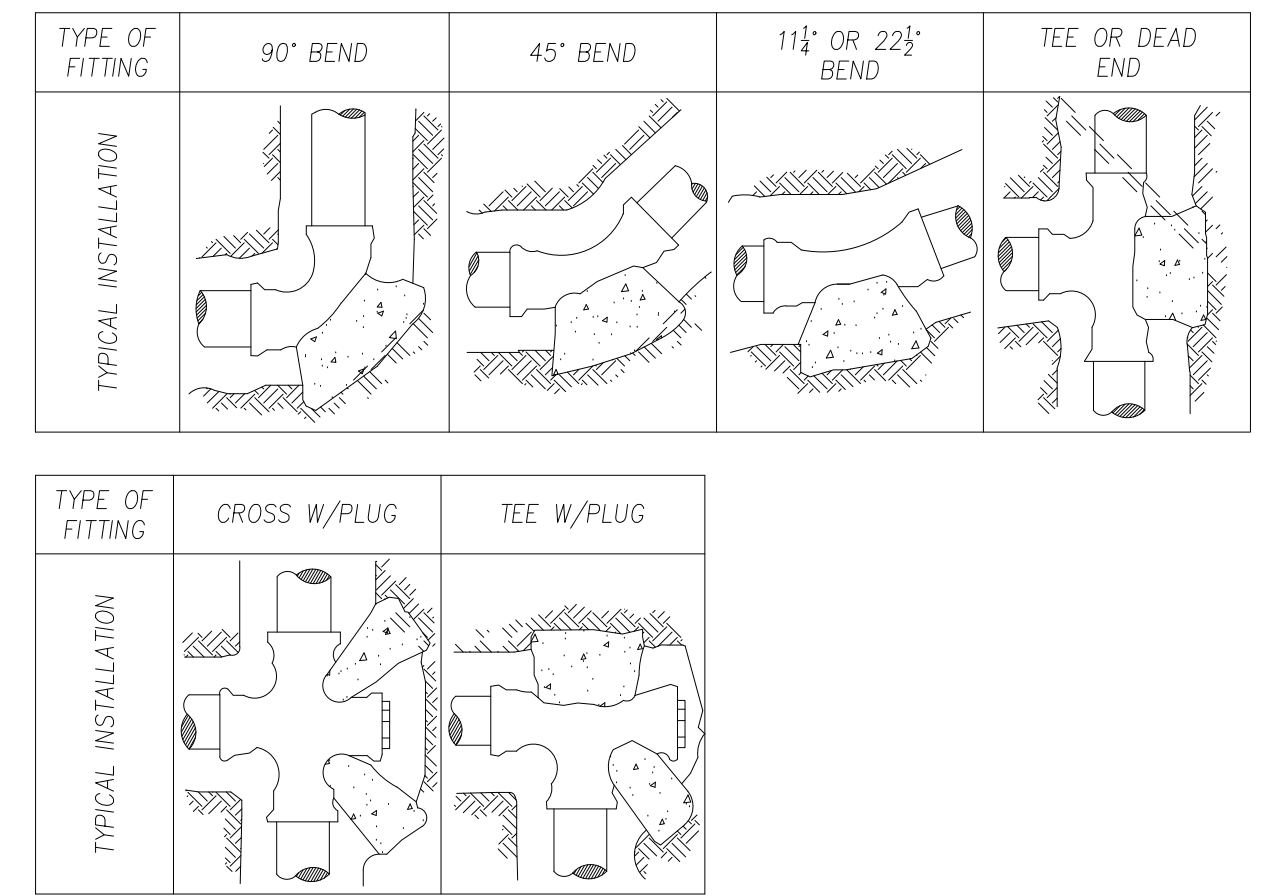 TYPE OF
FITTING
90° BEND
45° BEND
11¼° OR 22½°
BEND
TEE OR DEAD
END
TYPICAL INSTALLATION
TYPE OF
FITTING
CROSS W/PLUG
TEE W/PLUG
TYPICAL INSTALLATION